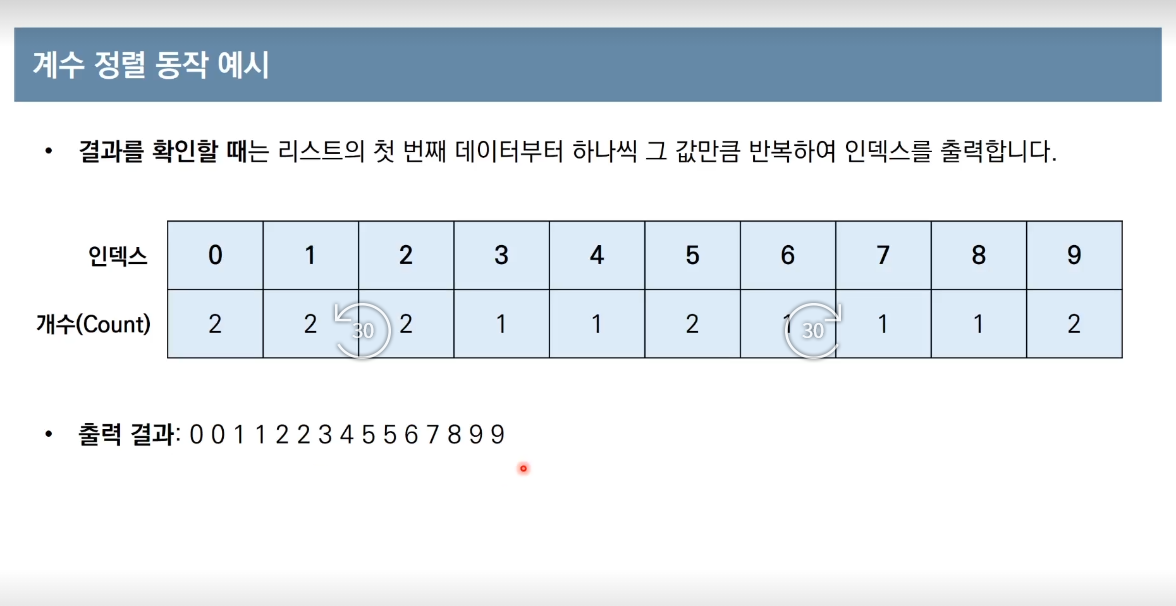 계수 정렬 동작 예시
• 결과를 확인할 때는 리스트의 첫 번째 데이터부터 하나씩 그 값만큼 반복하여 인덱스를 출력합니다.
인덱스 0 1 2 3 4 5 6 7 8 9
개수(Count) 2 2 30 2 1 1 2 1 30 1 1 2
• 출력 결과: 0 0 1 1 2 2 3 4 5 5 6 7 8 9 9